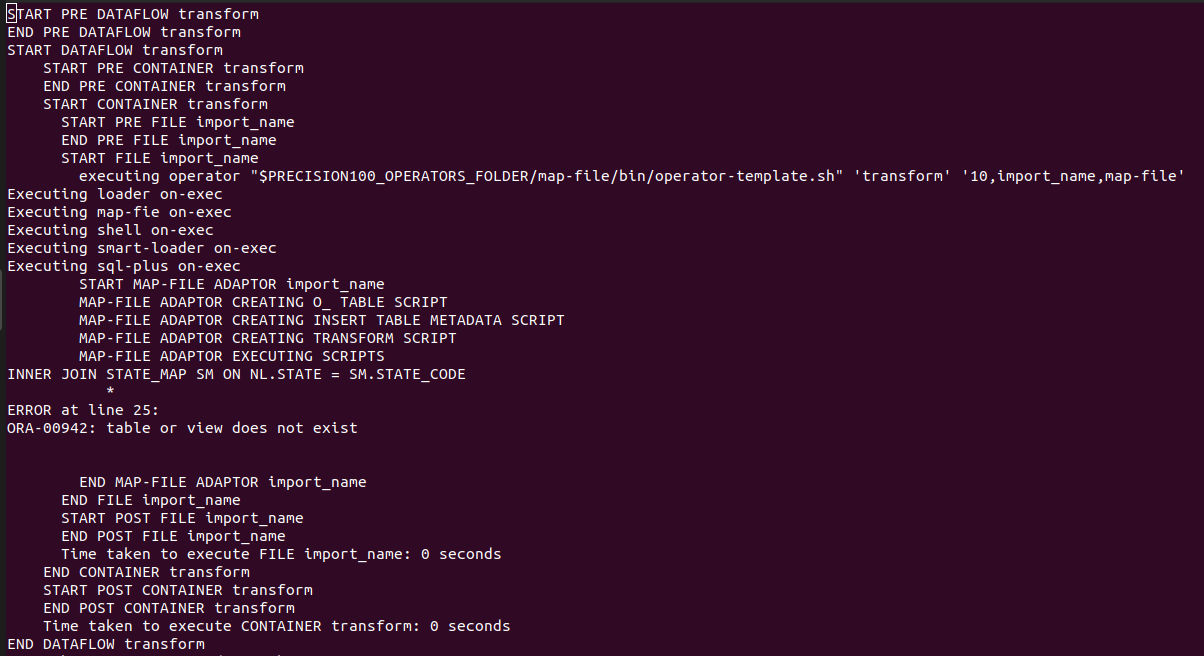 START PRE DATAFLOW transform
END PRE DATAFLOW transform
START DATAFLOW transform
START PRE CONTAINER transform
END PRE CONTAINER transform
START CONTAINER transform
START PRE FILE import_name
END PRE FILE import_name
START FILE import_name
executing operator "$PRECISION100_OPERATORS_FOLDER/map-file/bin/operator-template.sh" 'transform' '10,import_name,map-file'
Executing loader on-exec
Executing map-fie on-exec
Executing shell on-exec
Executing smart-loader on-exec
Executing sql-plus on-exec
START MAP-FILE ADAPTOR import_name
MAP-FILE ADAPTOR CREATING O_ TABLE SCRIPT
MAP-FILE ADAPTOR CREATING INSERT TABLE METADATA SCRIPT
MAP-FILE ADAPTOR CREATING TRANSFORM SCRIPT
MAP-FILE ADAPTOR EXECUTING SCRIPTS
INNER JOIN STATE_MAP SM ON NL.STATE = SM.STATE_CODE
*
ERROR at line 25:
ORA-00942: table or view does not exist
END MAP-FILE ADAPTOR import_name
END FILE import_name
START POST FILE import_name
END POST FILE import_name
Time taken to execute FILE import_name: 0 seconds
END CONTAINER transform
START POST CONTAINER transform
END POST CONTAINER transform
Time taken to execute CONTAINER transform: 0 seconds
END DATAFLOW transform